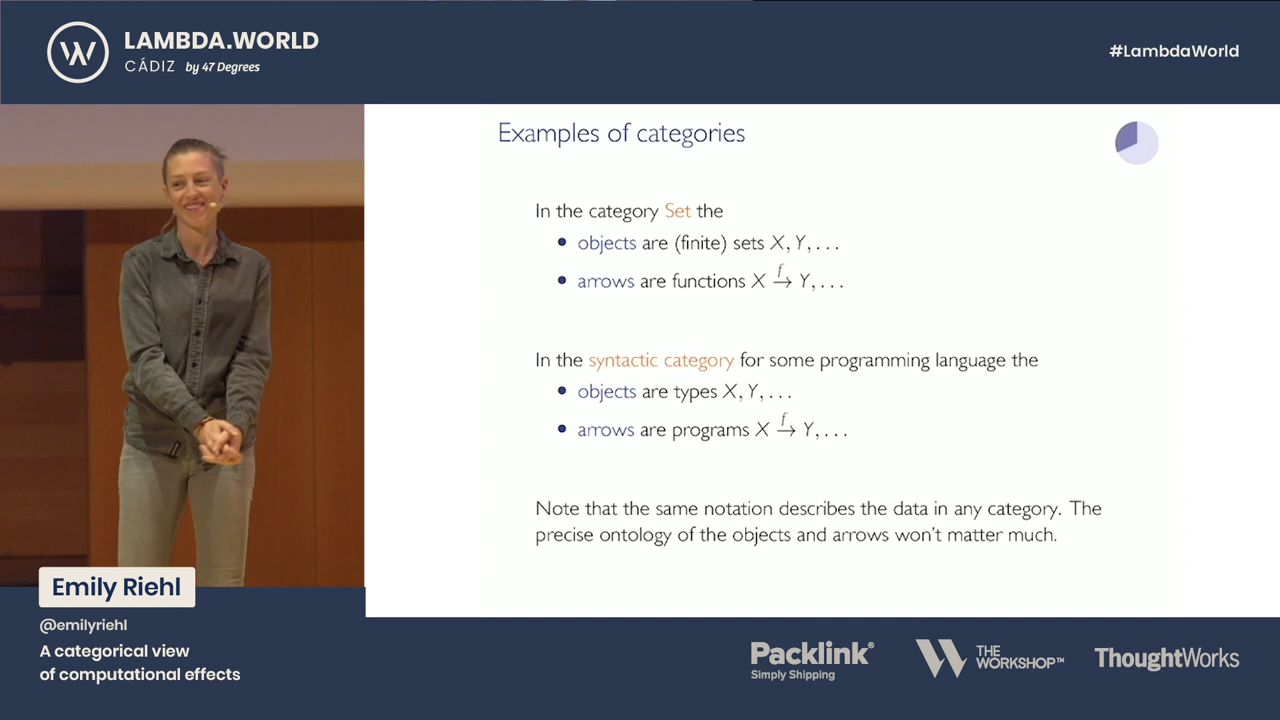 LAMBDA.WORLD
CÁDIZ by 47 Degrees
#LambdaWorld
Examples of categories
In the category Set the
• objects are (finite) sets X, Y, . . .
• arrows are functions X →f Y, . . .
In the syntactic category for some programming language the
• objects are types X, Y, . . .
• arrows are programs X →f Y, . . .
Note that the same notation describes the data in any category. The
precise ontology of the objects and arrows won't matter much.
Emily Riehl
@emilyriehl
A categorical view
of computational effects
Packlink®
Simply Shipping
THE
WORKSHOP™
ThoughtWorks